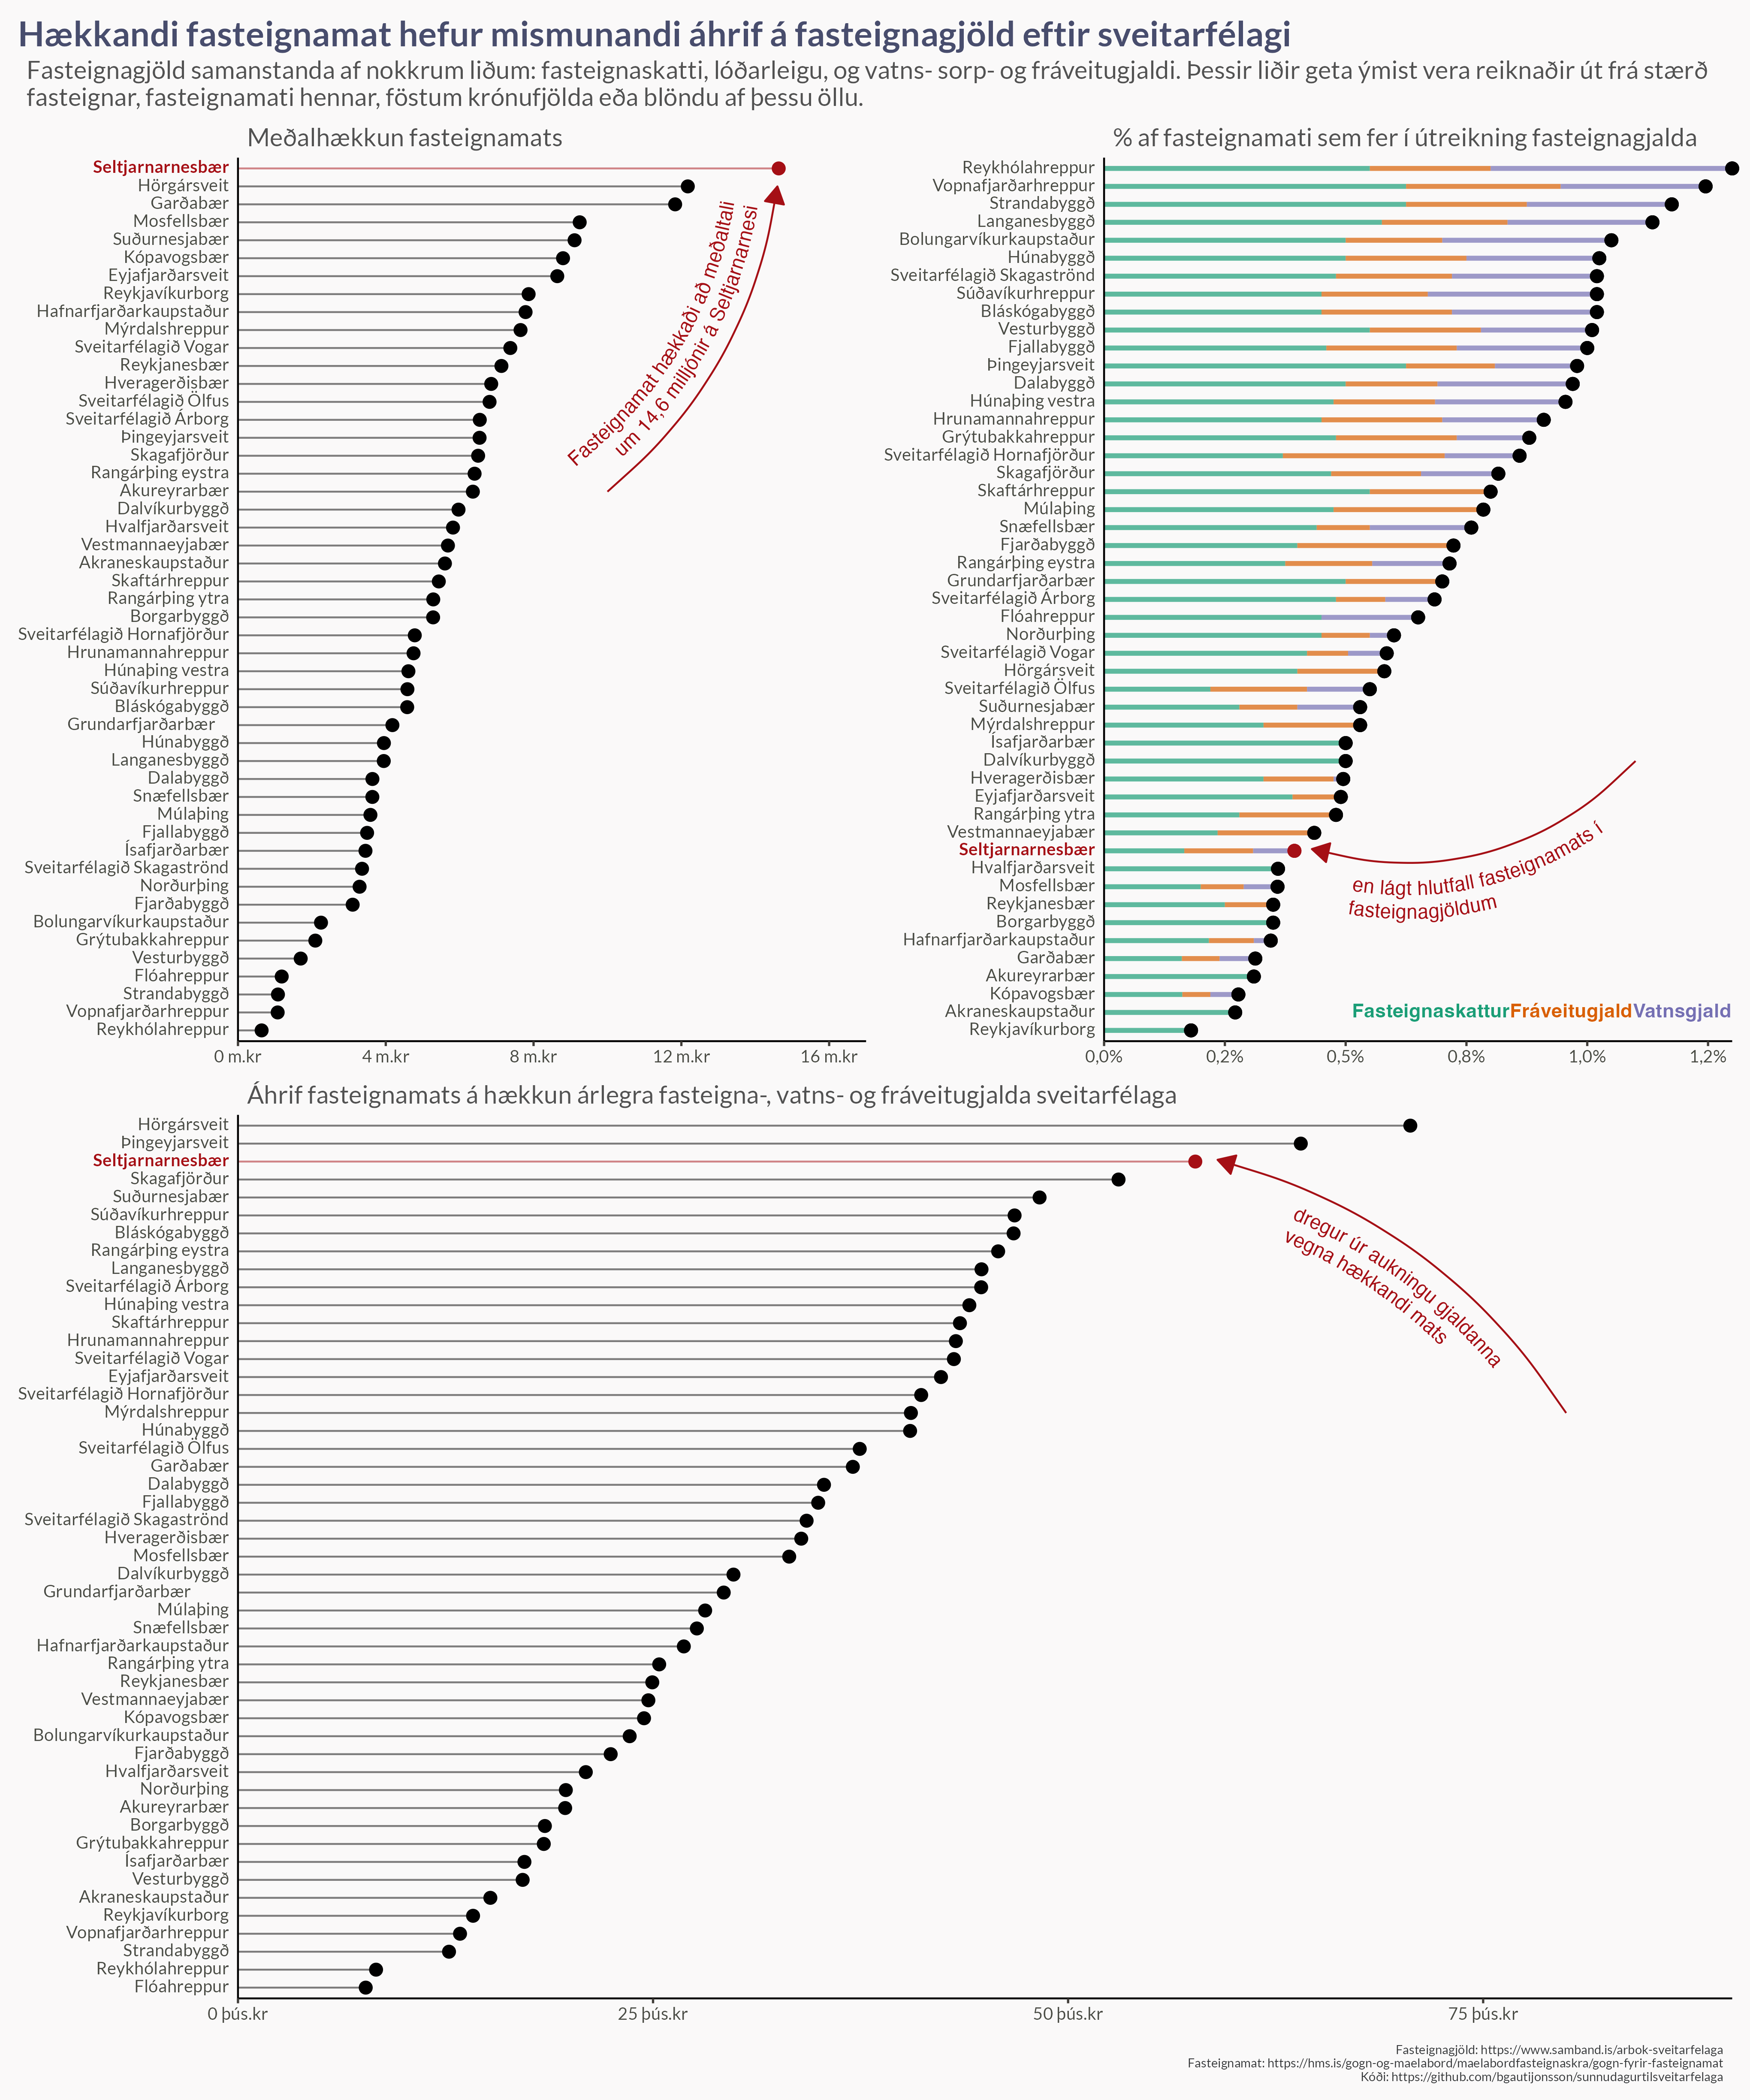 Hækkandi fasteignamat hefur mismunandi áhrif á fasteignagjöld eftir sveitarfélagi
Fasteignagjöld samanstanda af nokkrum liðum: fasteignaskatti, lóðarleigu, og vatns- sorp- og fráveitugjaldi. Þessir liðir geta ýmist vera reiknaðir út frá stærð
fasteignar, fasteignamati hennar, föstum krónufjölda eða blöndu af þessu öllu.
Meðalhækkun fasteignamats
Seltjarnarnesbær
Hörgársveit
Garðabær
Mosfellsbær
Suðurnesjabær
Kópavogsbær
Eyjafjarðarsveit
Reykjavíkurborg
Hafnarfjarðarkaupstaður
Mýrdalshreppur
Sveitarfélagið Vogar
Reykjanesbær
Hveragerðisbær
Sveitarfélagið Ölfus
Sveitarfélagið Árborg
Þingeyjarsveit
Skagafjörður
Rangárþing eystra
Akureyrarbær
Dalvíkurbyggð
Hvalfjarðarsveit
Vestmannaeyjabær
Akraneskaupstaður
Skaftárhreppur
Rangárþing ytra
Borgarbyggð
Sveitarfélagið Hornafjörður
Hrunamannahreppur
Húnaþing vestra
Súðavíkurhreppur
Bláskógabyggð
Grundarfjarðarbær
Húnabyggð
Langanesbyggð
Dalabyggð
Snæfellsbær
Múlaþing
Fjallabyggð
Ísafjarðarbær
Sveitarfélagið Skagaströnd
Norðurþing
Fjarðabyggð
Bolungarvíkurkaupstaður
Grýtubakkahreppur
Vesturbyggð
Flóahreppur
Strandabyggð
Vopnafjarðarhreppur
Reykhólahreppur
0 m.kr 4 m.kr 8 m.kr 12 m.kr 16 m.kr
Fasteignamat hækkaði að meðaltali
um 14,6 milljónir á Seltjarnarnesi
% af fasteignamati sem fer í útreikning fasteignagjalda
Reykhólahreppur
Vopnafjarðarhreppur
Strandabyggð
Langanesbyggð
Bolungarvíkurkaupstaður
Húnabyggð
Sveitarfélagið Skagaströnd
Súðavíkurhreppur
Bláskógabyggð
Vesturbyggð
Fjallabyggð
Þingeyjarsveit
Dalabyggð
Húnaþing vestra
Hrunamannahreppur
Grýtubakkahreppur
Sveitarfélagið Hornafjörður
Skagafjörður
Skaftárhreppur
Múlaþing
Snæfellsbær
Fjarðabyggð
Rangárþing eystra
Grundarfjarðarbær
Sveitarfélagið Árborg
Flóahreppur
Norðurþing
Sveitarfélagið Vogar
Hörgársveit
Sveitarfélagið Ölfus
Suðurnesjabær
Mýrdalshreppur
Ísafjarðarbær
Dalvíkurbyggð
Hveragerðisbær
Eyjafjarðarsveit
Rangárþing ytra
Vestmannaeyjabær
Seltjarnarnesbær
Hvalfjarðarsveit
Mosfellsbær
Reykjanesbær
Borgarbyggð
Hafnarfjarðarkaupstaður
Garðabær
Akureyrarbær
Kópavogsbær
Akraneskaupstaður
Reykjavíkurborg
0,0% 0,2% 0,5% 0,8% 1,0% 1,2%
en lágt hlutfall fasteignamats í
fasteignagjöldum
Fasteignaskattur Fráveitugjald Vatnsgjald
Áhrif fasteignamats á hækkun árlegra fasteigna-, vatns- og fráveitugjalda sveitarfélaga
Hörgársveit
Þingeyjarsveit
Seltjarnarnesbær
Skagafjörður
Suðurnesjabær
Súðavíkurhreppur
Bláskógabyggð
Rangárþing eystra
Langanesbyggð
Sveitarfélagið Árborg
Húnaþing vestra
Skaftárhreppur
Hrunamannahreppur
Sveitarfélagið Vogar
Eyjafjarðarsveit
Sveitarfélagið Hornafjörður
Mýrdalshreppur
Húnabyggð
Sveitarfélagið Ölfus
Garðabær
Dalabyggð
Fjallabyggð
Sveitarfélagið Skagaströnd
Hveragerðisbær
Mosfellsbær
Dalvíkurbyggð
Grundarfjarðarbær
Múlaþing
Snæfellsbær
Hafnarfjarðarkaupstaður
Rangárþing ytra
Reykjanesbær
Vestmannaeyjabær
Kópavogsbær
Bolungarvíkurkaupstaður
Fjarðabyggð
Hvalfjarðarsveit
Norðurþing
Akureyrarbær
Borgarbyggð
Grýtubakkahreppur
Ísafjarðarbær
Vesturbyggð
Akraneskaupstaður
Reykjavíkurborg
Vopnafjarðarhreppur
Strandabyggð
Reykhólahreppur
Flóahreppur
0 þús.kr 25 þús.kr 50 þús.kr 75 þús.kr
dregur úr aukningu gjaldanna
vegna hækkandi mats
Fasteignagjöld: https://www.samband.is/arbok-sveitarfelaga
Fasteignamat: https://hms.is/gogn-og-maelabord/maelabordfasteignaskra/gogn-fyrir-fasteignamat
Kóði: https://github.com/bgautijonsson/sunnudagurtilsveitarfelaga